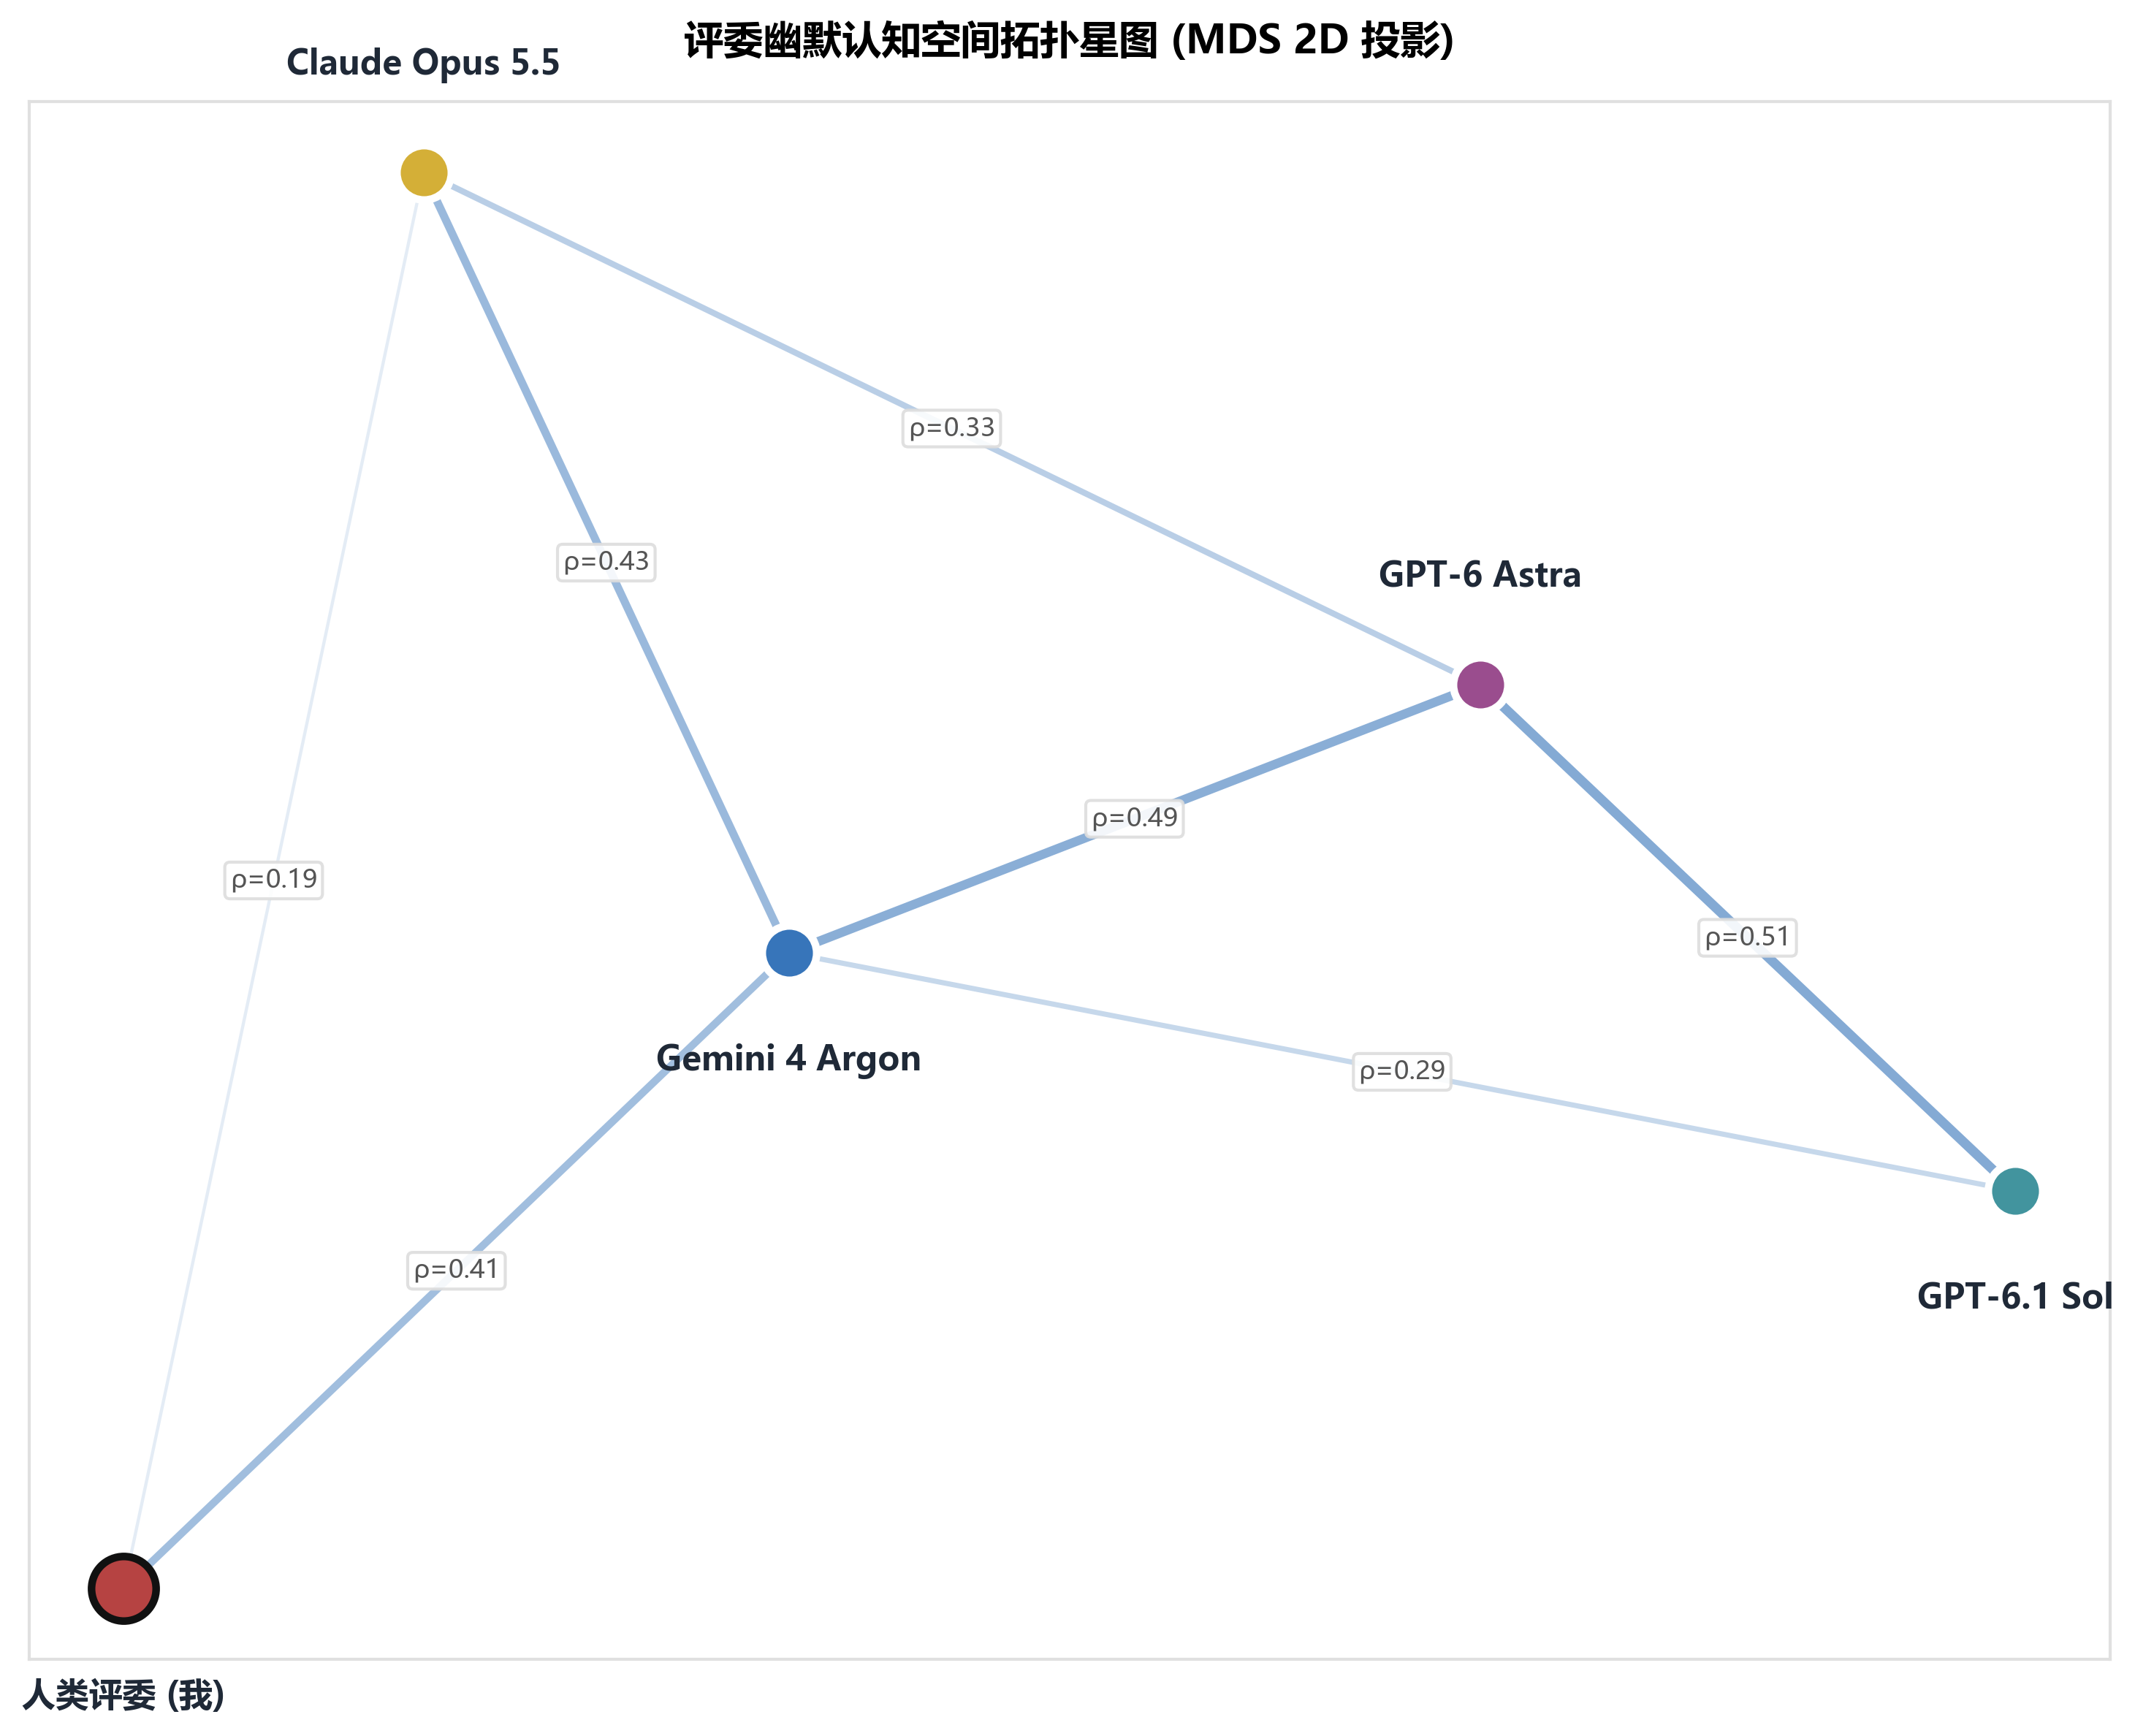 评委幽默认知空间拓扑星图 (MDS 2D 投影)
Claude Opus 5.5
ρ=0.33
ρ=0.43
GPT-6 Astra
ρ=0.49
ρ=0.19
ρ=0.51
Gemini 4 Argon
ρ=0.29
ρ=0.41
GPT-6.1 Sol
人类评委 (我)